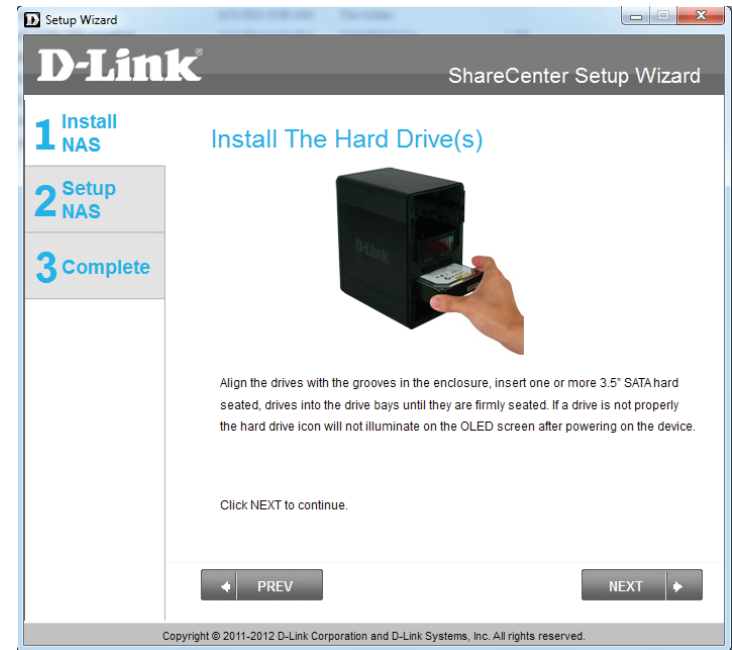 Setup Wizard
D-Link®
ShareCenter Setup Wizard
1 Install
NAS
2 Setup
NAS
3 Complete
Install The Hard Drive(s)
D-Link
Align the drives with the grooves in the enclosure, insert one or more 3.5" SATA hard
seated, drives into the drive bays until they are firmly seated. If a drive is not properly
the hard drive icon will not illuminate on the OLED screen after powering on the device.
Click NEXT to continue.
PREV
NEXT
Copyright © 2011-2012 D-Link Corporation and D-Link Systems, Inc. All rights reserved.